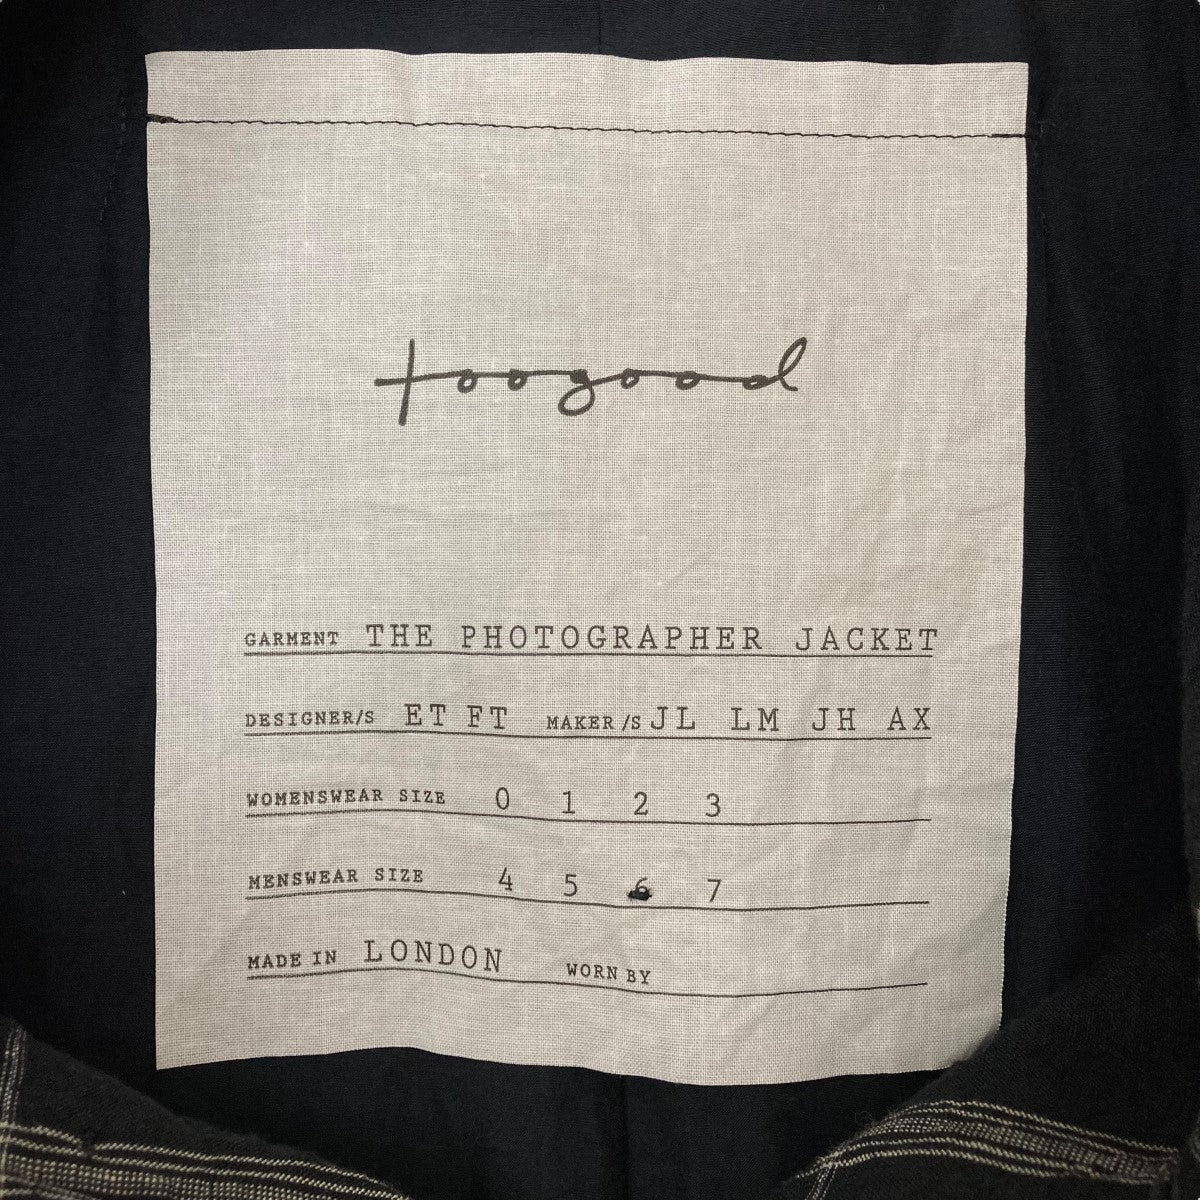 toogood
GARMENT THE PHOTOGRAPHER JACKET
DESIGNER/S ET FT MAKER/S JL LM JH AX
WOMENSWEAR SIZE 0 1 2 3
MENSWEAR SIZE 4 5 6 7
MADE IN LONDON WORN BY